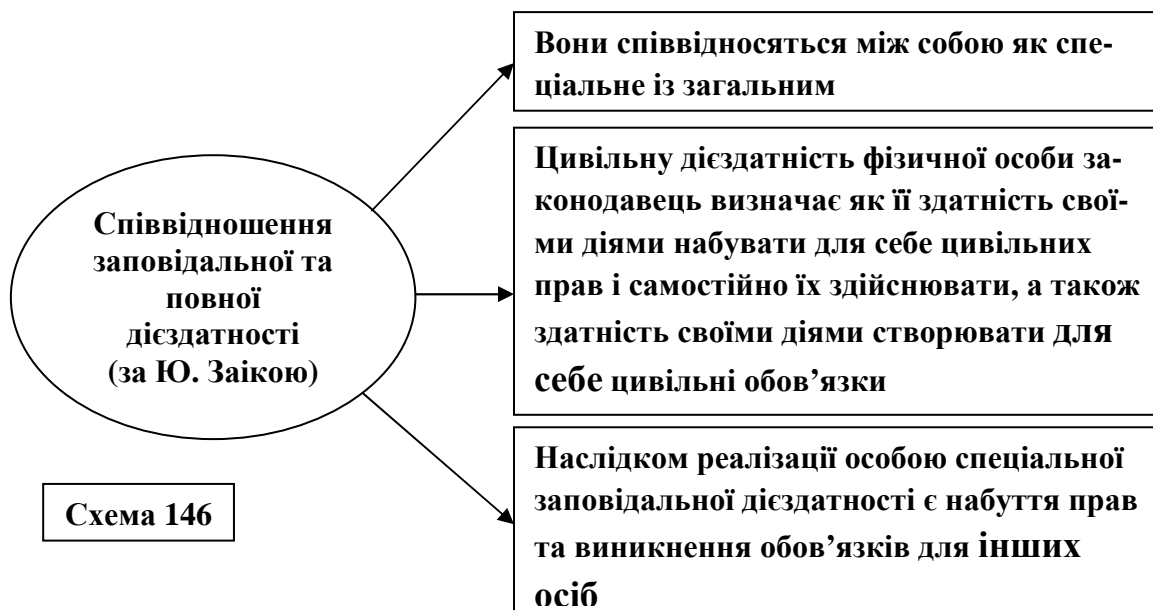 Співвідношення
заповідальної та
повної
дієздатності
(за Ю. Заікою)
Вони співвідносяться між собою як спе-
ціальне із загальним
Цивільну дієздатність фізичної особи за-
конодавець визначає як її здатність свої-
ми діями набувати для себе цивільних
прав і самостійно їх здійснювати, а також
здатність своїми діями створювати для
себе цивільні обов’язки
Наслідком реалізації особою спеціальної
заповідальної дієздатності є набуття прав
та виникнення обов’язків для інших
осіб
Схема 146